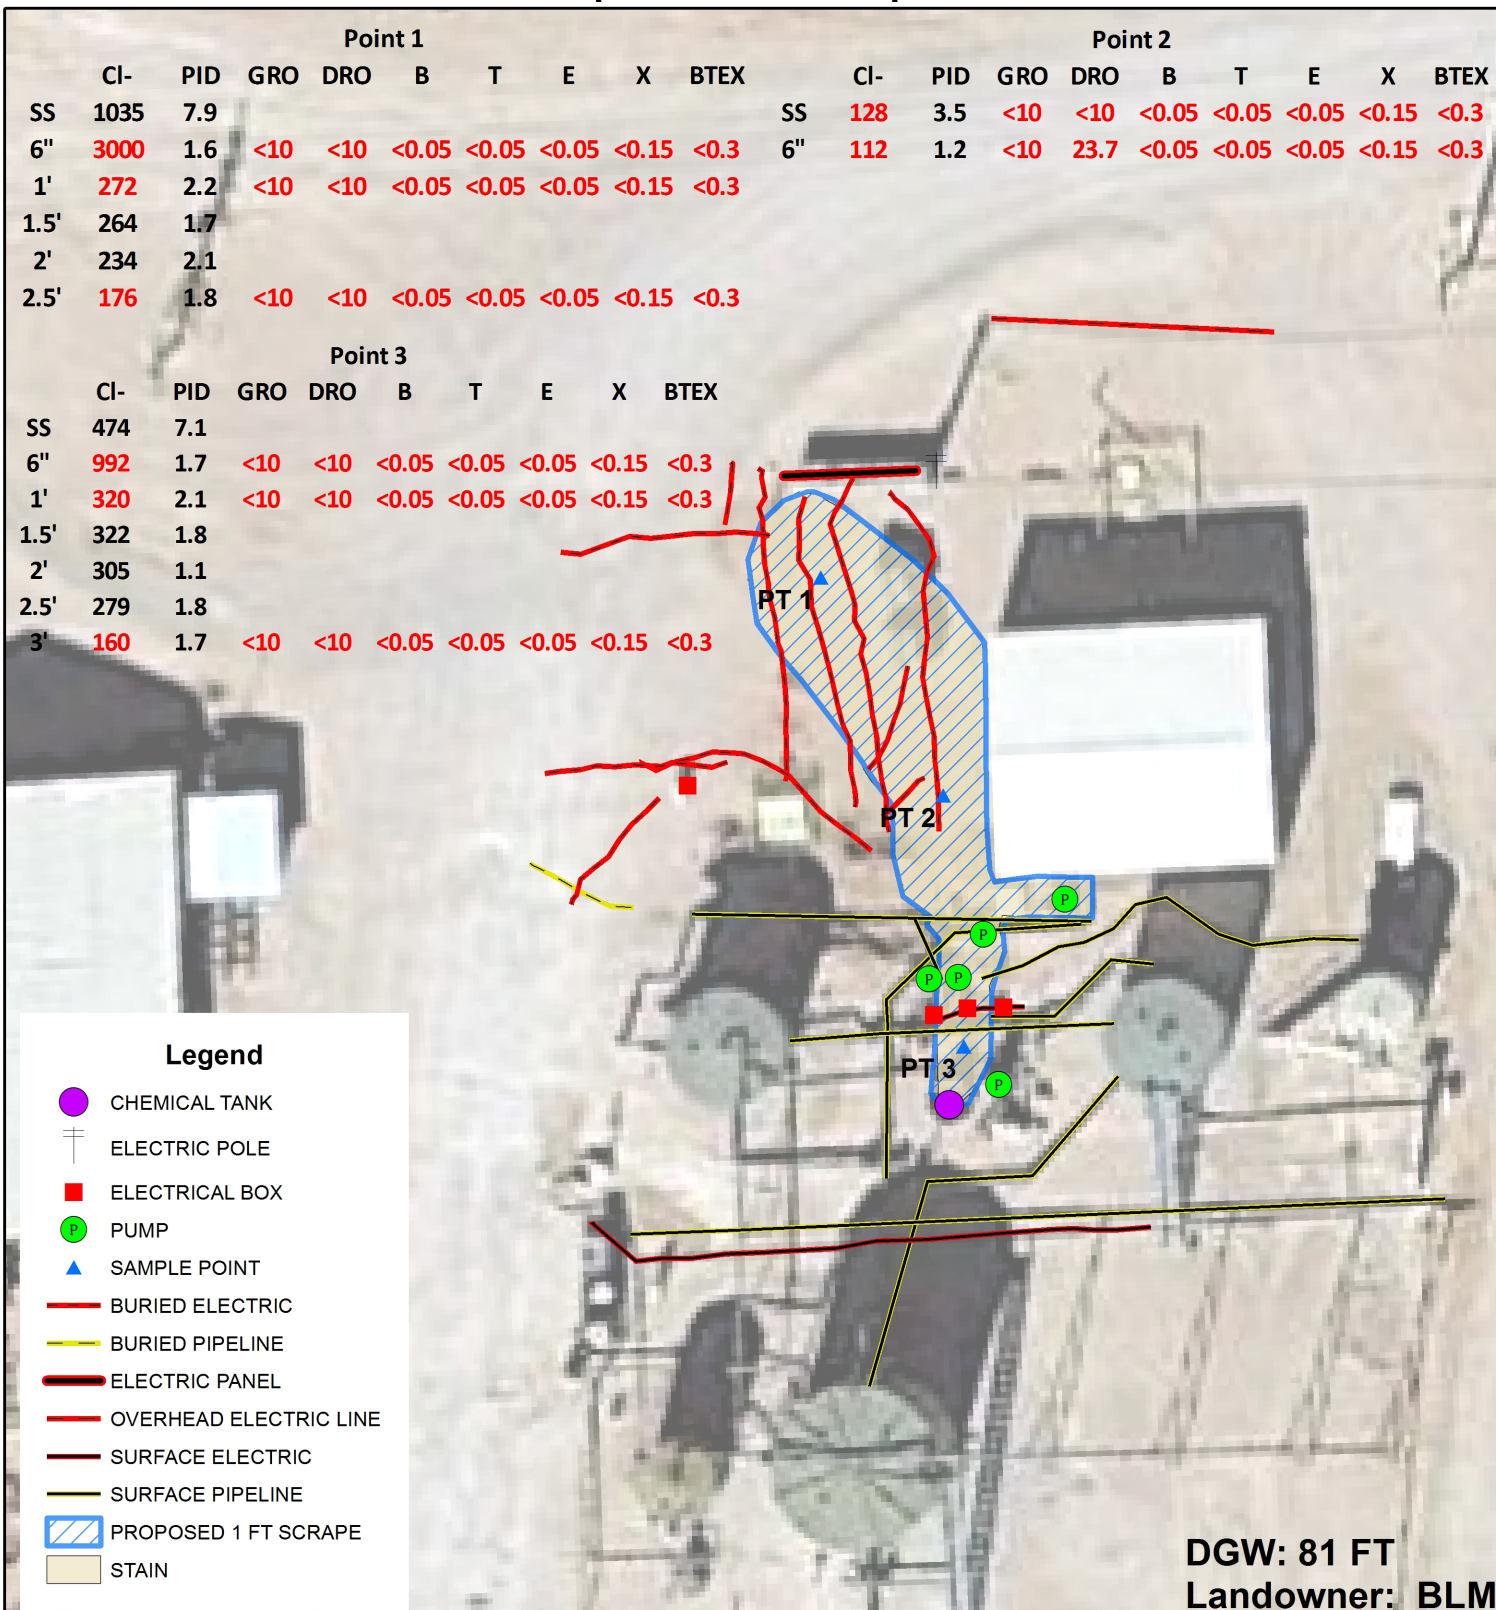 Point 1
Cl- PID GRO DRO B T E X BTEX
SS 1035 7.9
6" 3000 1.6 <10 <10 <0.05 <0.05 <0.05 <0.15 <0.3
1' 272 2.2 <10 <10 <0.05 <0.05 <0.05 <0.15 <0.3
1.5' 264 1.7
2' 234 2.1
2.5' 176 1.8 <10 <10 <0.05 <0.05 <0.05 <0.15 <0.3
Point 2
Cl- PID GRO DRO B T E X BTEX
SS 128 3.5 <10 <10 <0.05 <0.05 <0.05 <0.15 <0.3
6" 112 1.2 <10 23.7 <0.05 <0.05 <0.05 <0.15 <0.3
Point 3
Cl- PID GRO DRO B T E X BTEX
SS 474 7.1
6" 992 1.7 <10 <10 <0.05 <0.05 <0.05 <0.15 <0.3
1' 320 2.1 <10 <10 <0.05 <0.05 <0.05 <0.15 <0.3
1.5' 322 1.8
2' 305 1.1
2.5' 279 1.8
3' 160 1.7 <10 <10 <0.05 <0.05 <0.05 <0.15 <0.3
PT 1
PT 2
P
P
P P
PT 3
P
Legend
CHEMICAL TANK
ELECTRIC POLE
ELECTRICAL BOX
P PUMP
SAMPLE POINT
BURIED ELECTRIC
BURIED PIPELINE
ELECTRIC PANEL
OVERHEAD ELECTRIC LINE
SURFACE ELECTRIC
SURFACE PIPELINE
PROPOSED 1 FT SCRAPE
STAIN
DGW: 81 FT
Landowner: BLM